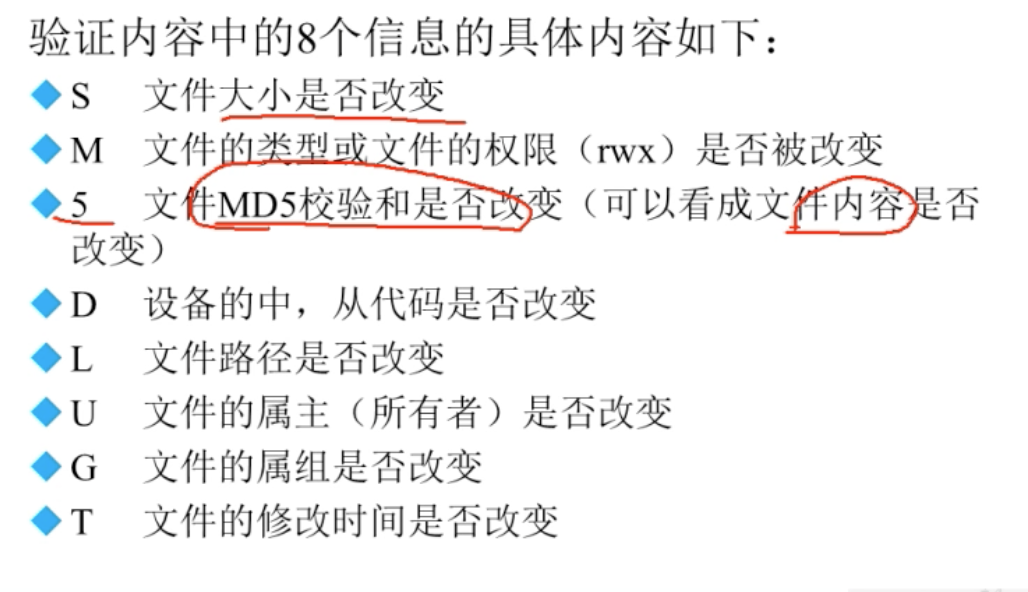 验证内容中的8个信息的具体内容如下：
S 文件大小是否改变
M 文件的类型或文件的权限（rwx）是否被改变
5 文件MD5校验和是否改变（可以看成文件内容是否
改变）
D 设备的中，从代码是否改变
L 文件路径是否改变
U 文件的属主（所有者）是否改变
G 文件的属组是否改变
T 文件的修改时间是否改变